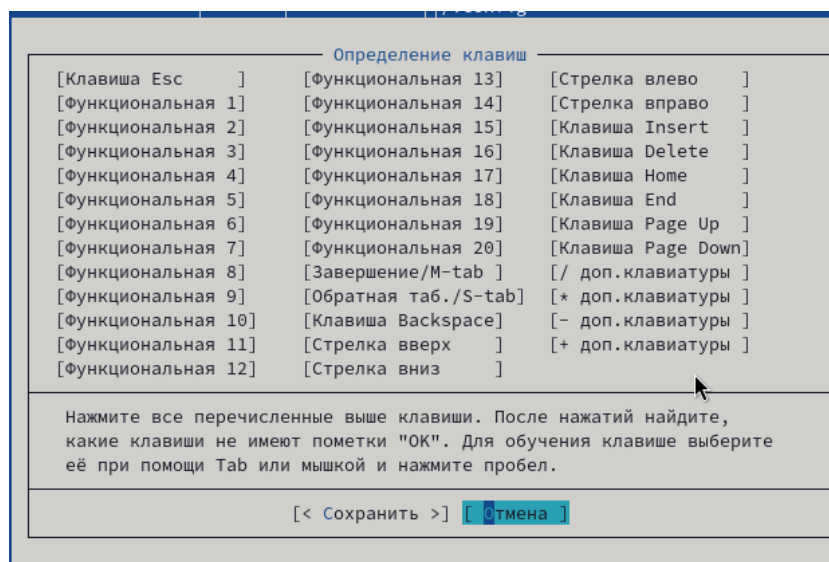 Определение клавиш
[Клавиша Esc     ]     [Функциональная 13]    [Стрелка влево    ]
[Функциональная 1]     [Функциональная 14]    [Стрелка вправо   ]
[Функциональная 2]     [Функциональная 15]    [Клавиша Insert   ]
[Функциональная 3]     [Функциональная 16]    [Клавиша Delete   ]
[Функциональная 4]     [Функциональная 17]    [Клавиша Home     ]
[Функциональная 5]     [Функциональная 18]    [Клавиша End      ]
[Функциональная 6]     [Функциональная 19]    [Клавиша Page Up  ]
[Функциональная 7]     [Функциональная 20]    [Клавиша Page Down]
[Функциональная 8]     [Завершение/M-tab ]    [/ доп.клавиатуры ]
[Функциональная 9]     [Обратная таб./S-tab]  [* доп.клавиатуры ]
[Функциональная 10]    [Клавиша Backspace]    [- доп.клавиатуры ]
[Функциональная 11]    [Стрелка вверх    ]    [+ доп.клавиатуры ]
[Функциональная 12]    [Стрелка вниз     ]
Нажмите все перечисленные выше клавиши. После нажатий найдите,
какие клавиши не имеют пометки "OK". Для обучения клавише выберите
её при помощи Tab или мышкой и нажмите пробел.
[< Сохранить >] [ Отмена ]